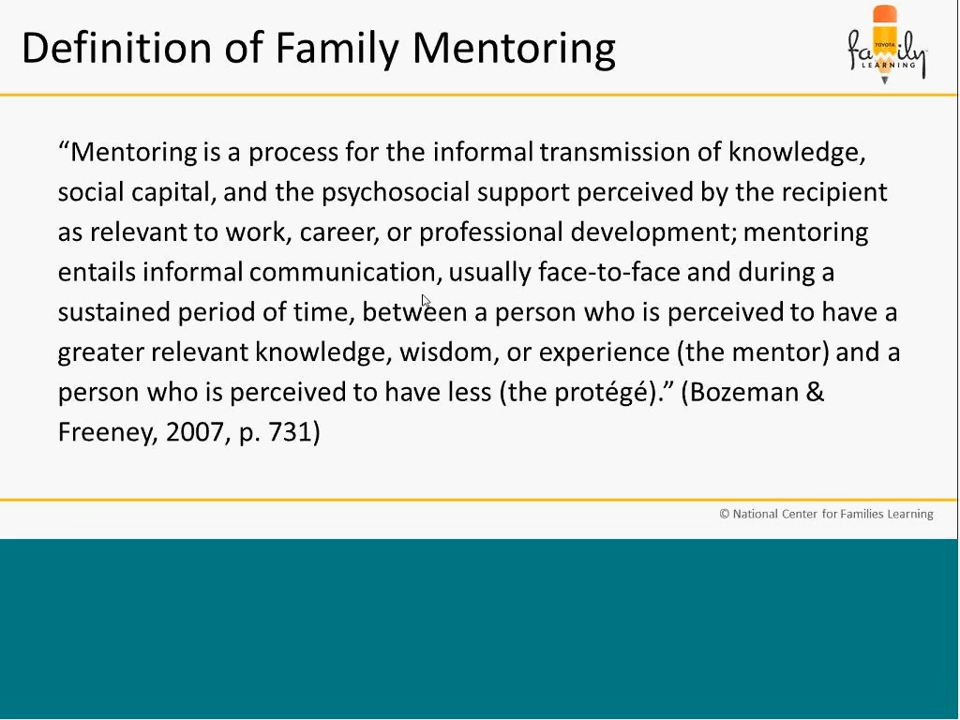 Definition of Family Mentoring
TOYOTA
family
LEARNING
“Mentoring is a process for the informal transmission of knowledge,
social capital, and the psychosocial support perceived by the recipient
as relevant to work, career, or professional development; mentoring
entails informal communication, usually face-to-face and during a
sustained period of time, between a person who is perceived to have a
greater relevant knowledge, wisdom, or experience (the mentor) and a
person who is perceived to have less (the protégé).” (Bozeman &
Freeney, 2007, p. 731)
© National Center for Families Learning